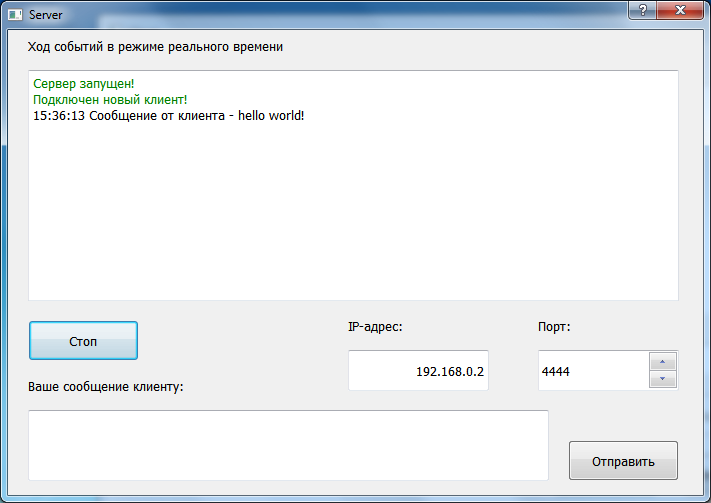 Server
Ход событий в режиме реального времени
Сервер запущен!
Подключен новый клиент!
15:36:13 Сообщение от клиента - hello world!
Стоп
IP-адрес:
Порт:
192.168.0.2
4444
Ваше сообщение клиенту:
Отправить